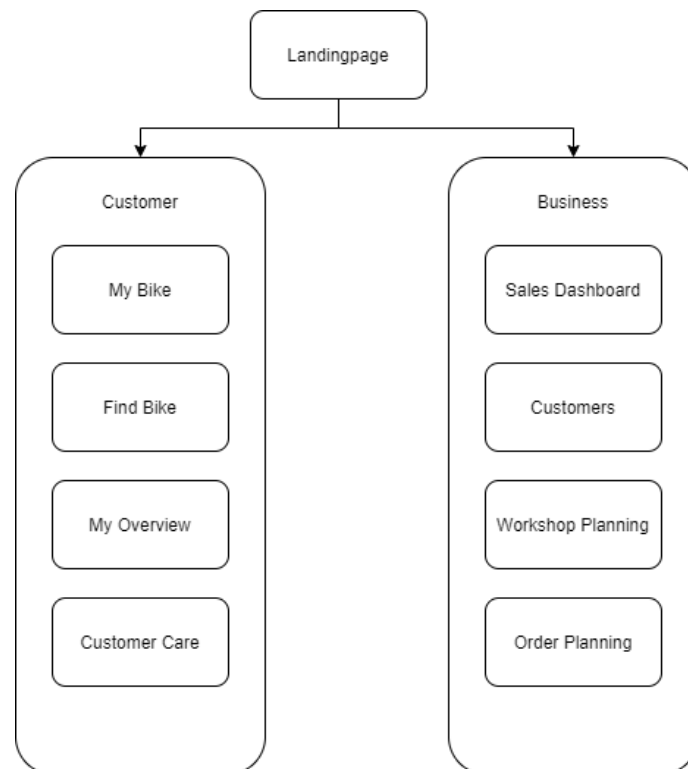 Landingpage
Customer
My Bike
Find Bike
My Overview
Customer Care
Business
Sales Dashboard
Customers
Workshop Planning
Order Planning